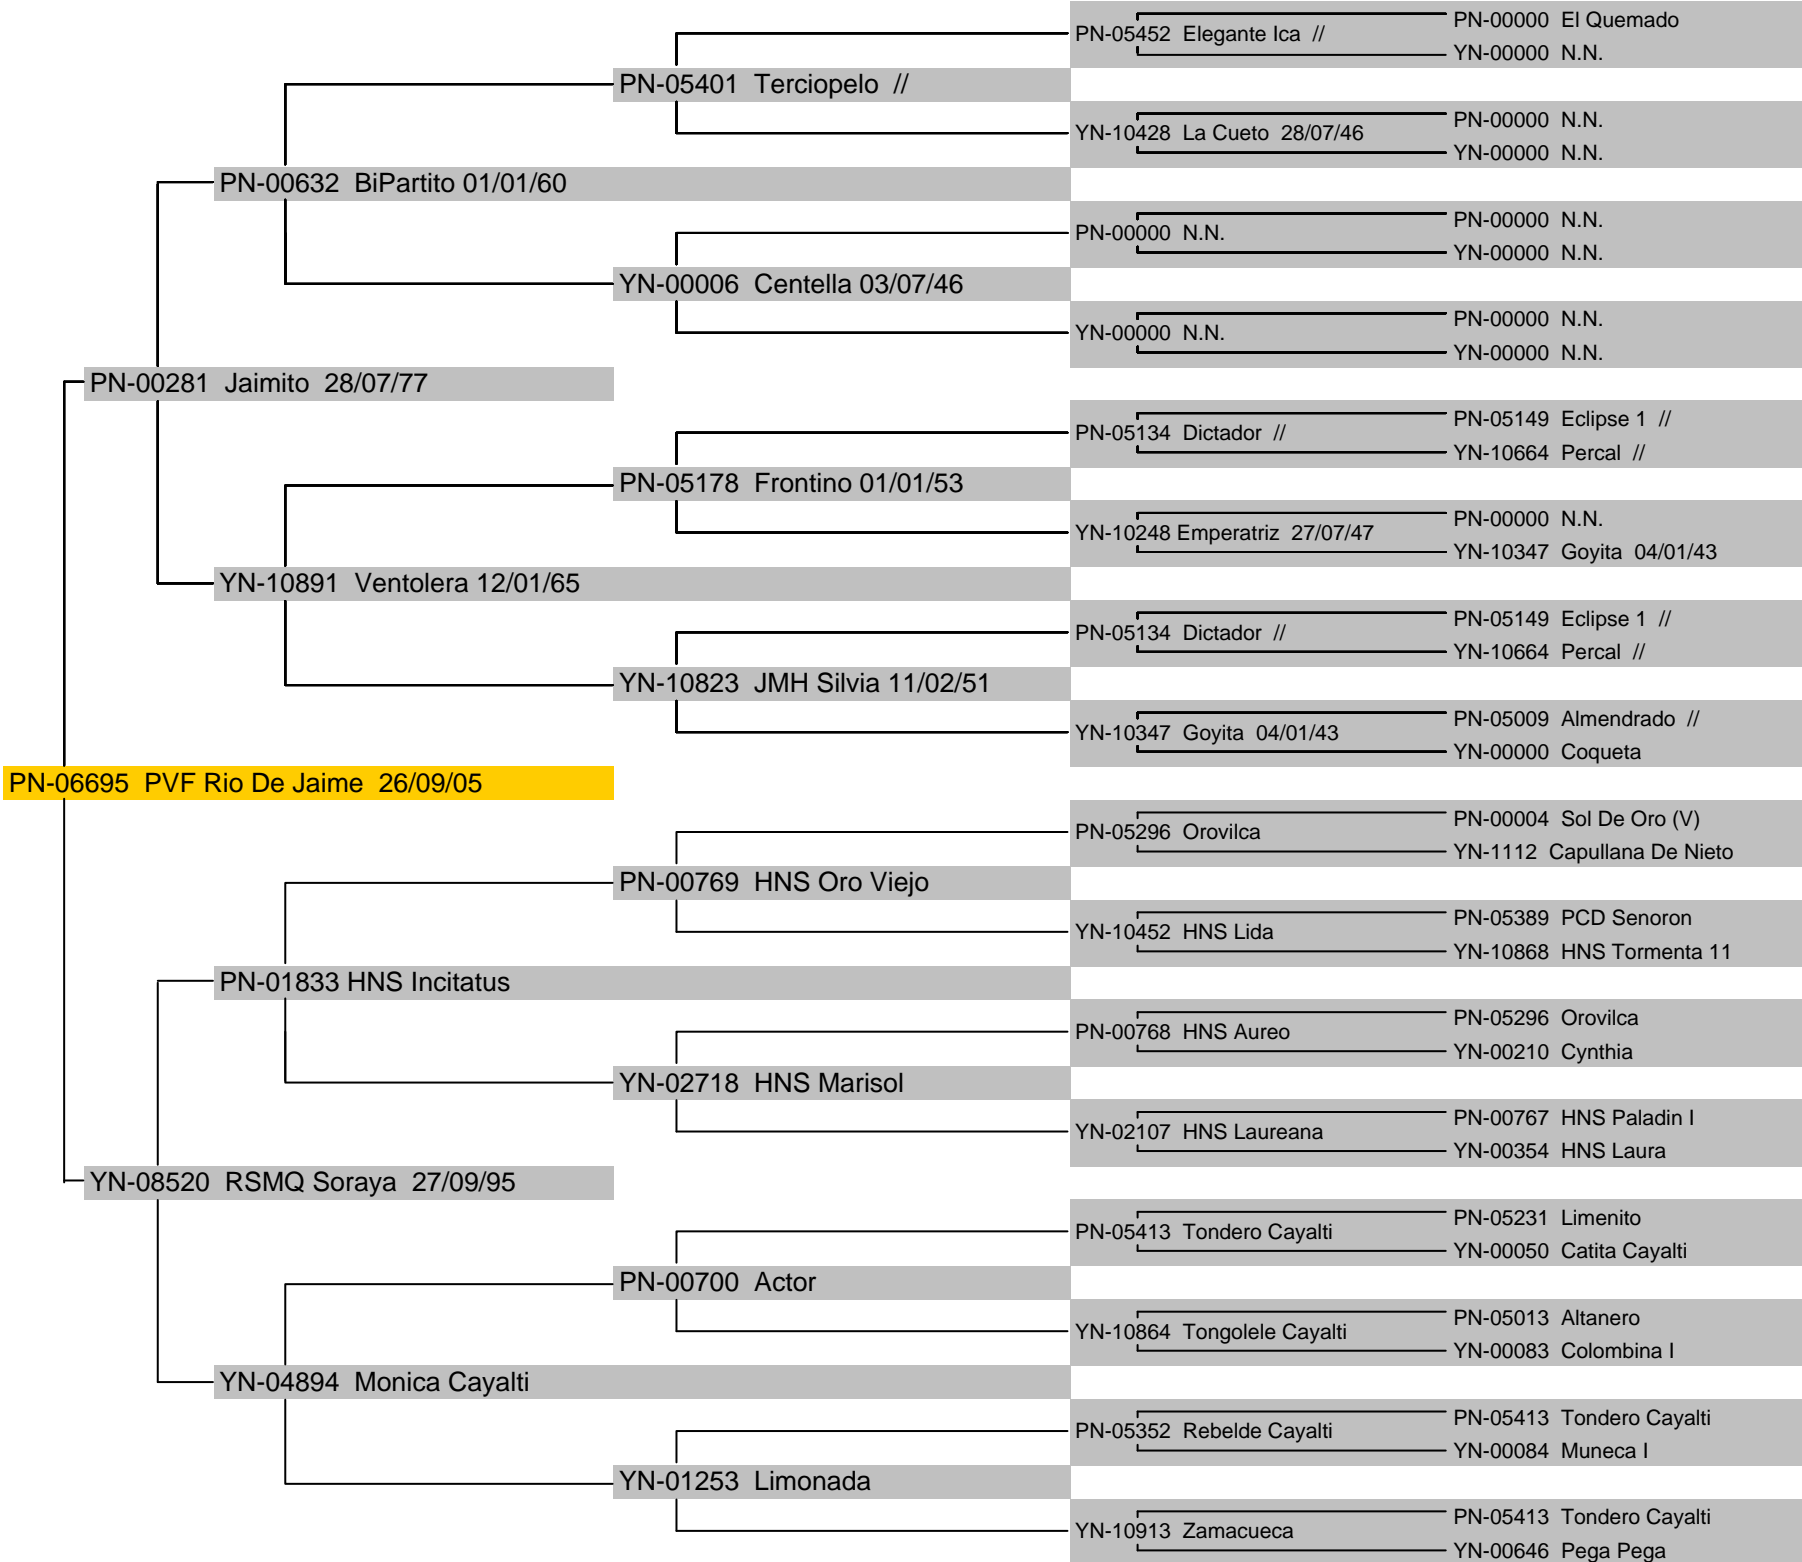 PN-00000 El Quemado
PN-05452 Elegante Ica //
YN-00000 N.N.
PN-05401 Terciopelo //
PN-00000 N.N.
YN-10428 La Cueto 28/07/46
YN-00000 N.N.
PN-00632 BiPartito 01/01/60
PN-00000 N.N.
PN-00000 N.N.
YN-00000 N.N.
YN-00006 Centella 03/07/46
PN-00000 N.N.
YN-00000 N.N.
YN-00000 N.N.
PN-00281 Jaimito 28/07/77
PN-05149 Eclipse 1 //
PN-05134 Dictador //
YN-10664 Percal //
PN-05178 Frontino 01/01/53
PN-00000 N.N.
YN-10248 Emperatriz 27/07/47
YN-10347 Goyita 04/01/43
YN-10891 Ventolera 12/01/65
PN-05149 Eclipse 1 //
PN-05134 Dictador //
YN-10664 Percal //
YN-10823 JMH Silvia 11/02/51
PN-05009 Almendrado //
YN-10347 Goyita 04/01/43
YN-00000 Coqueta
PN-06695 PVF Rio De Jaime 26/09/05
PN-00004 Sol De Oro (V)
PN-05296 Orovilca
YN-1112 Capullana De Nieto
PN-00769 HNS Oro Viejo
PN-05389 PCD Senoron
YN-10452 HNS Lida
YN-10868 HNS Tormenta 11
PN-01833 HNS Incitatus
PN-05296 Orovilca
PN-00768 HNS Aureo
YN-00210 Cynthia
YN-02718 HNS Marisol
PN-00767 HNS Paladin I
YN-02107 HNS Laureana
YN-00354 HNS Laura
YN-08520 RSMQ Soraya 27/09/95
PN-05231 Limenito
PN-05413 Tondero Cayalti
YN-00050 Catita Cayalti
PN-00700 Actor
PN-05013 Altanero
YN-10864 Tongolele Cayalti
YN-00083 Colombina I
YN-04894 Monica Cayalti
PN-05413 Tondero Cayalti
PN-05352 Rebelde Cayalti
YN-00084 Muneca I
YN-01253 Limonada
PN-05413 Tondero Cayalti
YN-10913 Zamacueca
YN-00646 Pega Pega